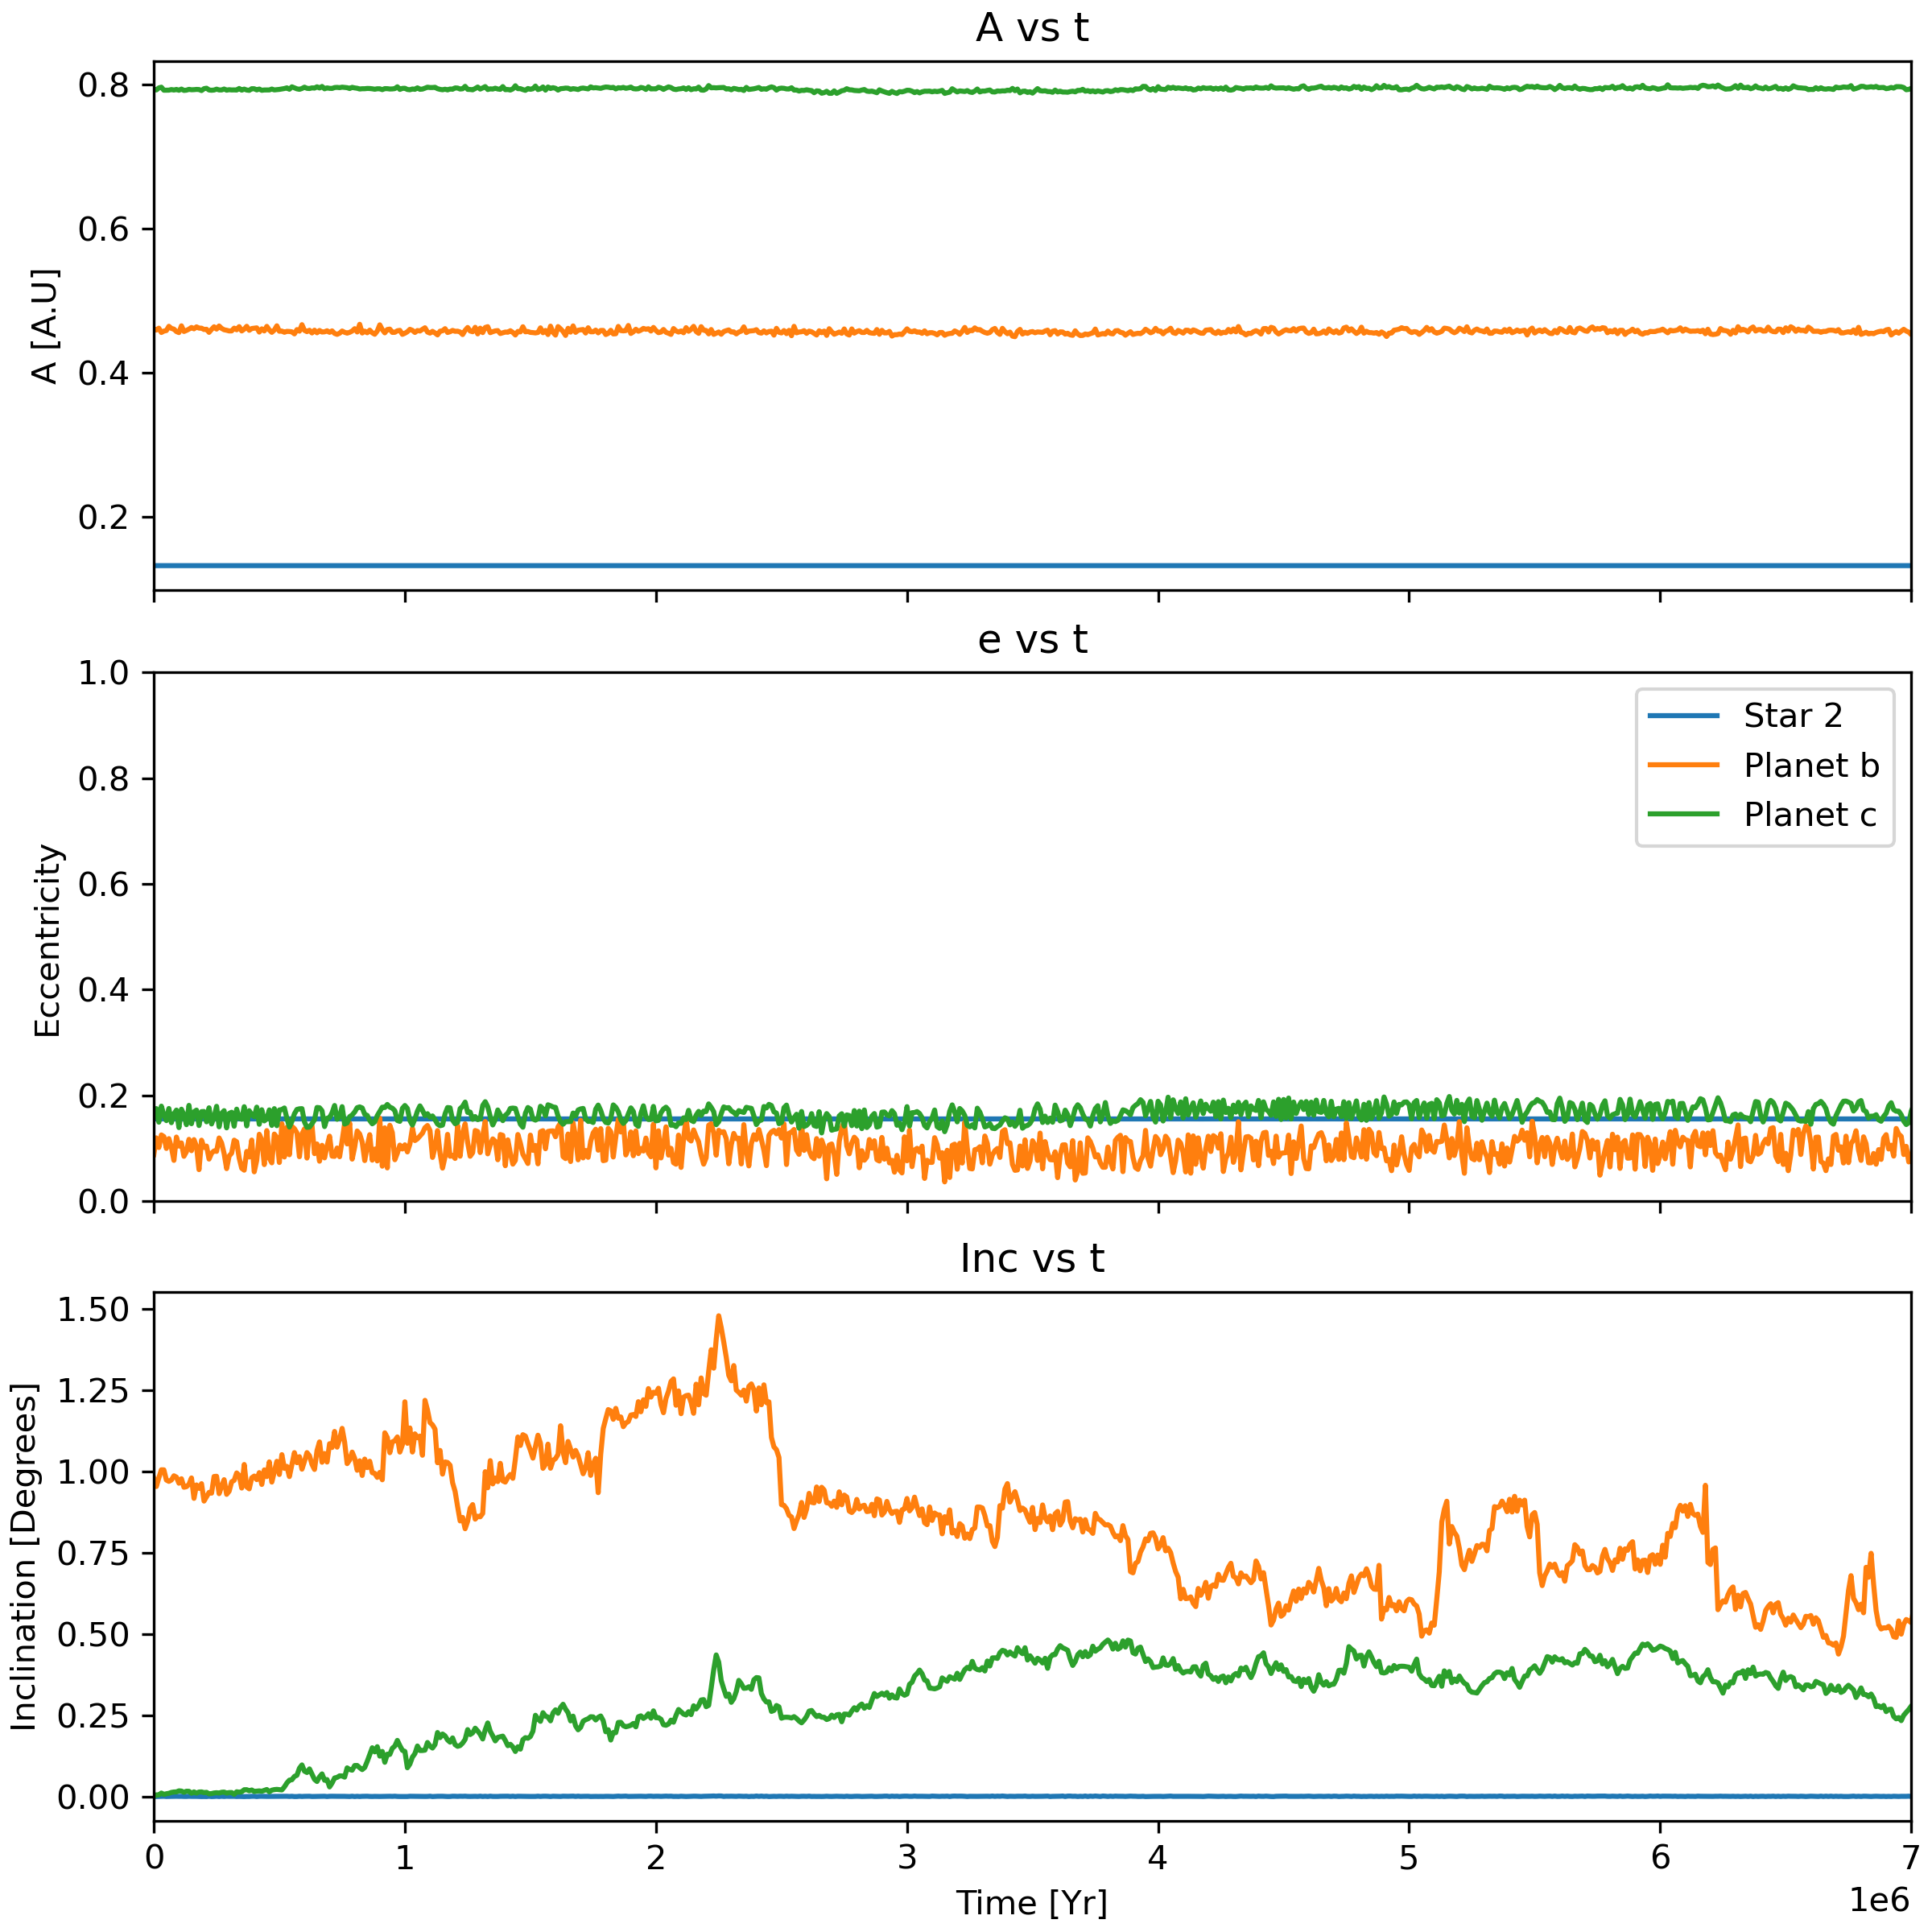 A vs t
0.8
0.6
0.4
0.2
A [A.U]
e vs t
1.0
0.8
0.6
0.4
0.2
0.0
Eccentricity
Star 2
Planet b
Planet c
Inc vs t
1.50
1.25
1.00
0.75
0.50
0.25
0.00
Inclination [Degrees]
0 1 2 3 4 5 6 7
Time [Yr]
1e6